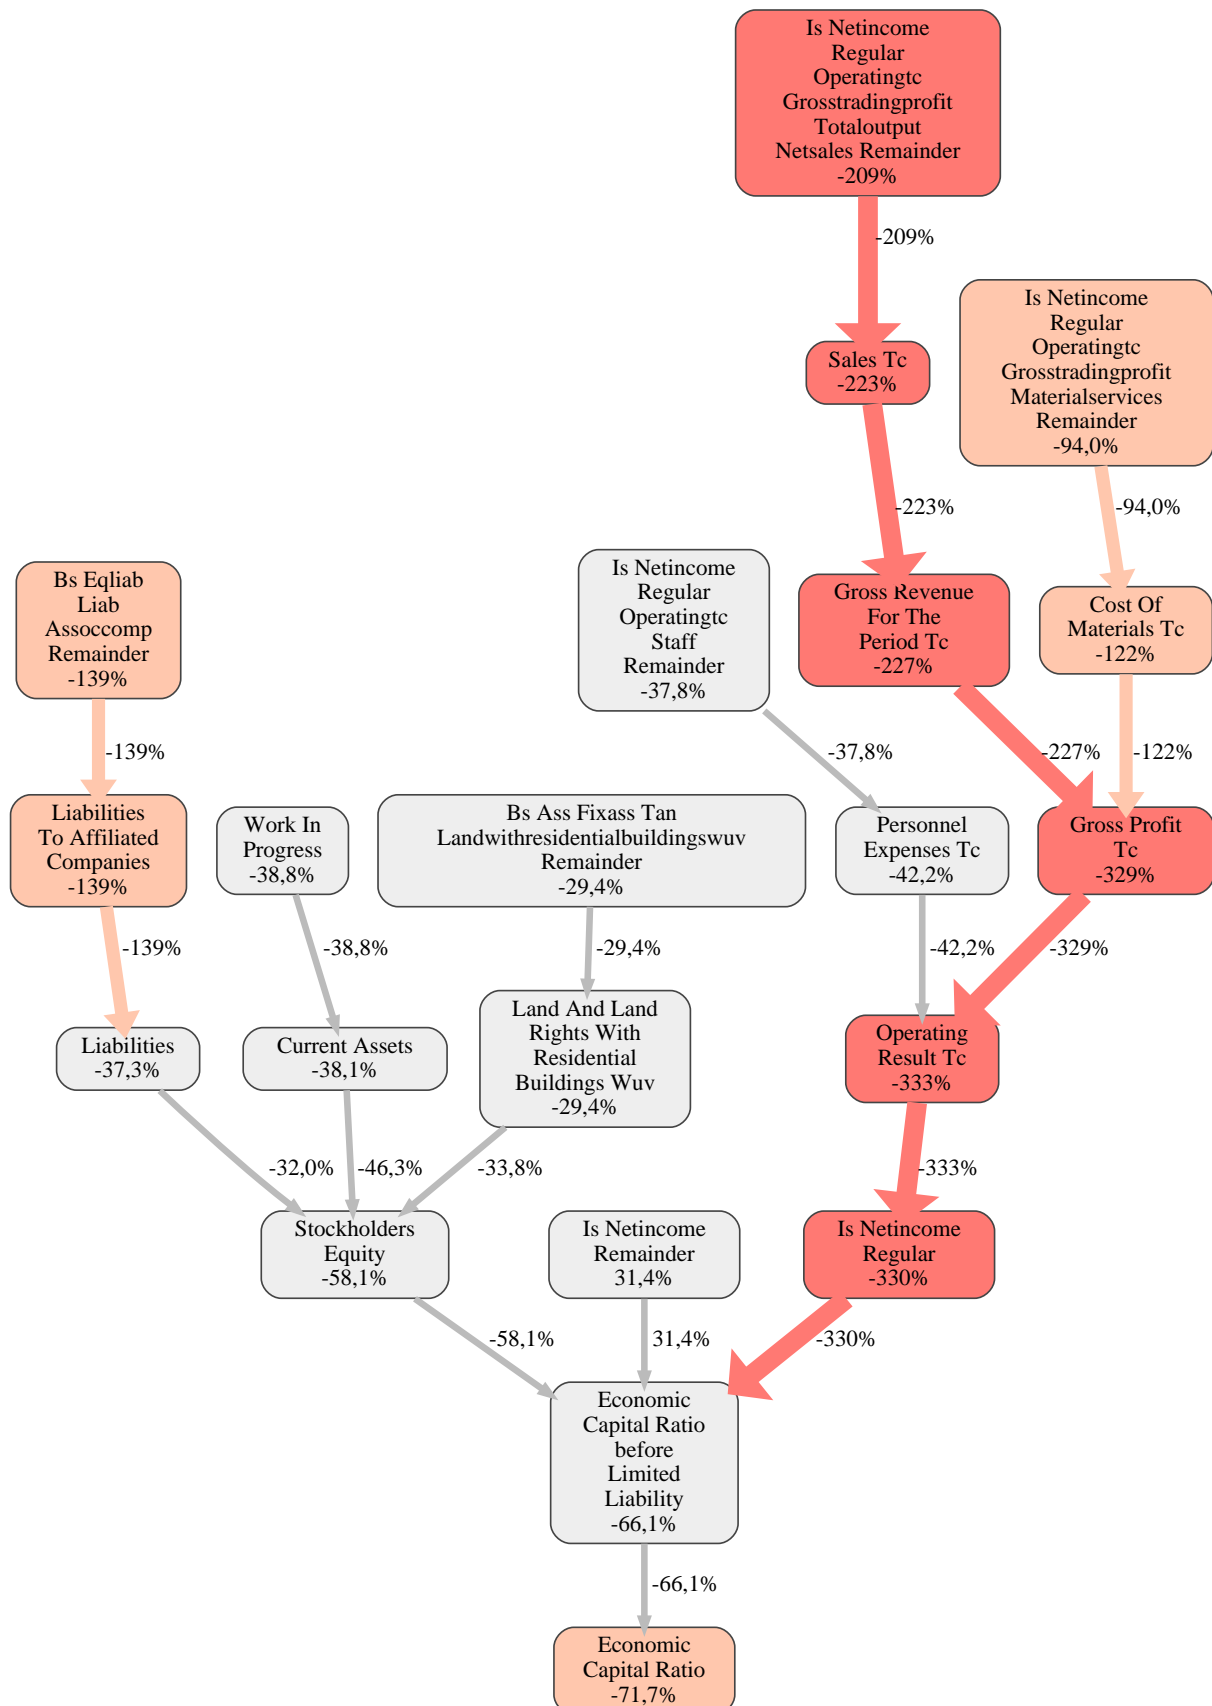 Is Netincome
Regular
Operatingtc
Grosstradingprofit
Totaloutput
Netsales Remainder
-209%
-209%
Is Netincome
Regular
Operatingtc
Grosstradingprofit
Materialservices
Remainder
-94,0%
Sales Tc
-223%
-223%
-94,0%
Bs Eqliab
Liab
Assoccomp
Remainder
-139%
Is Netincome
Regular
Operatingtc
Staff
Remainder
-37,8%
Gross Revenue
For The
Period Tc
-227%
Cost Of
Materials Tc
-122%
-139%
-37,8%
-227%
-122%
Liabilities
To Affiliated
Companies
-139%
Work In
Progress
-38,8%
Bs Ass Fixass Tan
Landwithresidentialbuildingswuv
Remainder
-29,4%
Personnel
Expenses Tc
-42,2%
Gross Profit
Tc
-329%
-139%
-38,8%
-29,4%
-42,2%
-329%
Liabilities
-37,3%
Current Assets
-38,1%
Land And Land
Rights With
Residential
Buildings Wuv
-29,4%
Operating
Result Tc
-333%
-32,0%
-46,3%
-33,8%
-333%
Stockholders
Equity
-58,1%
Is Netincome
Remainder
31,4%
Is Netincome
Regular
-330%
-58,1%
31,4%
-330%
Economic
Capital Ratio
before
Limited
Liability
-66,1%
-66,1%
Economic
Capital Ratio
-71,7%